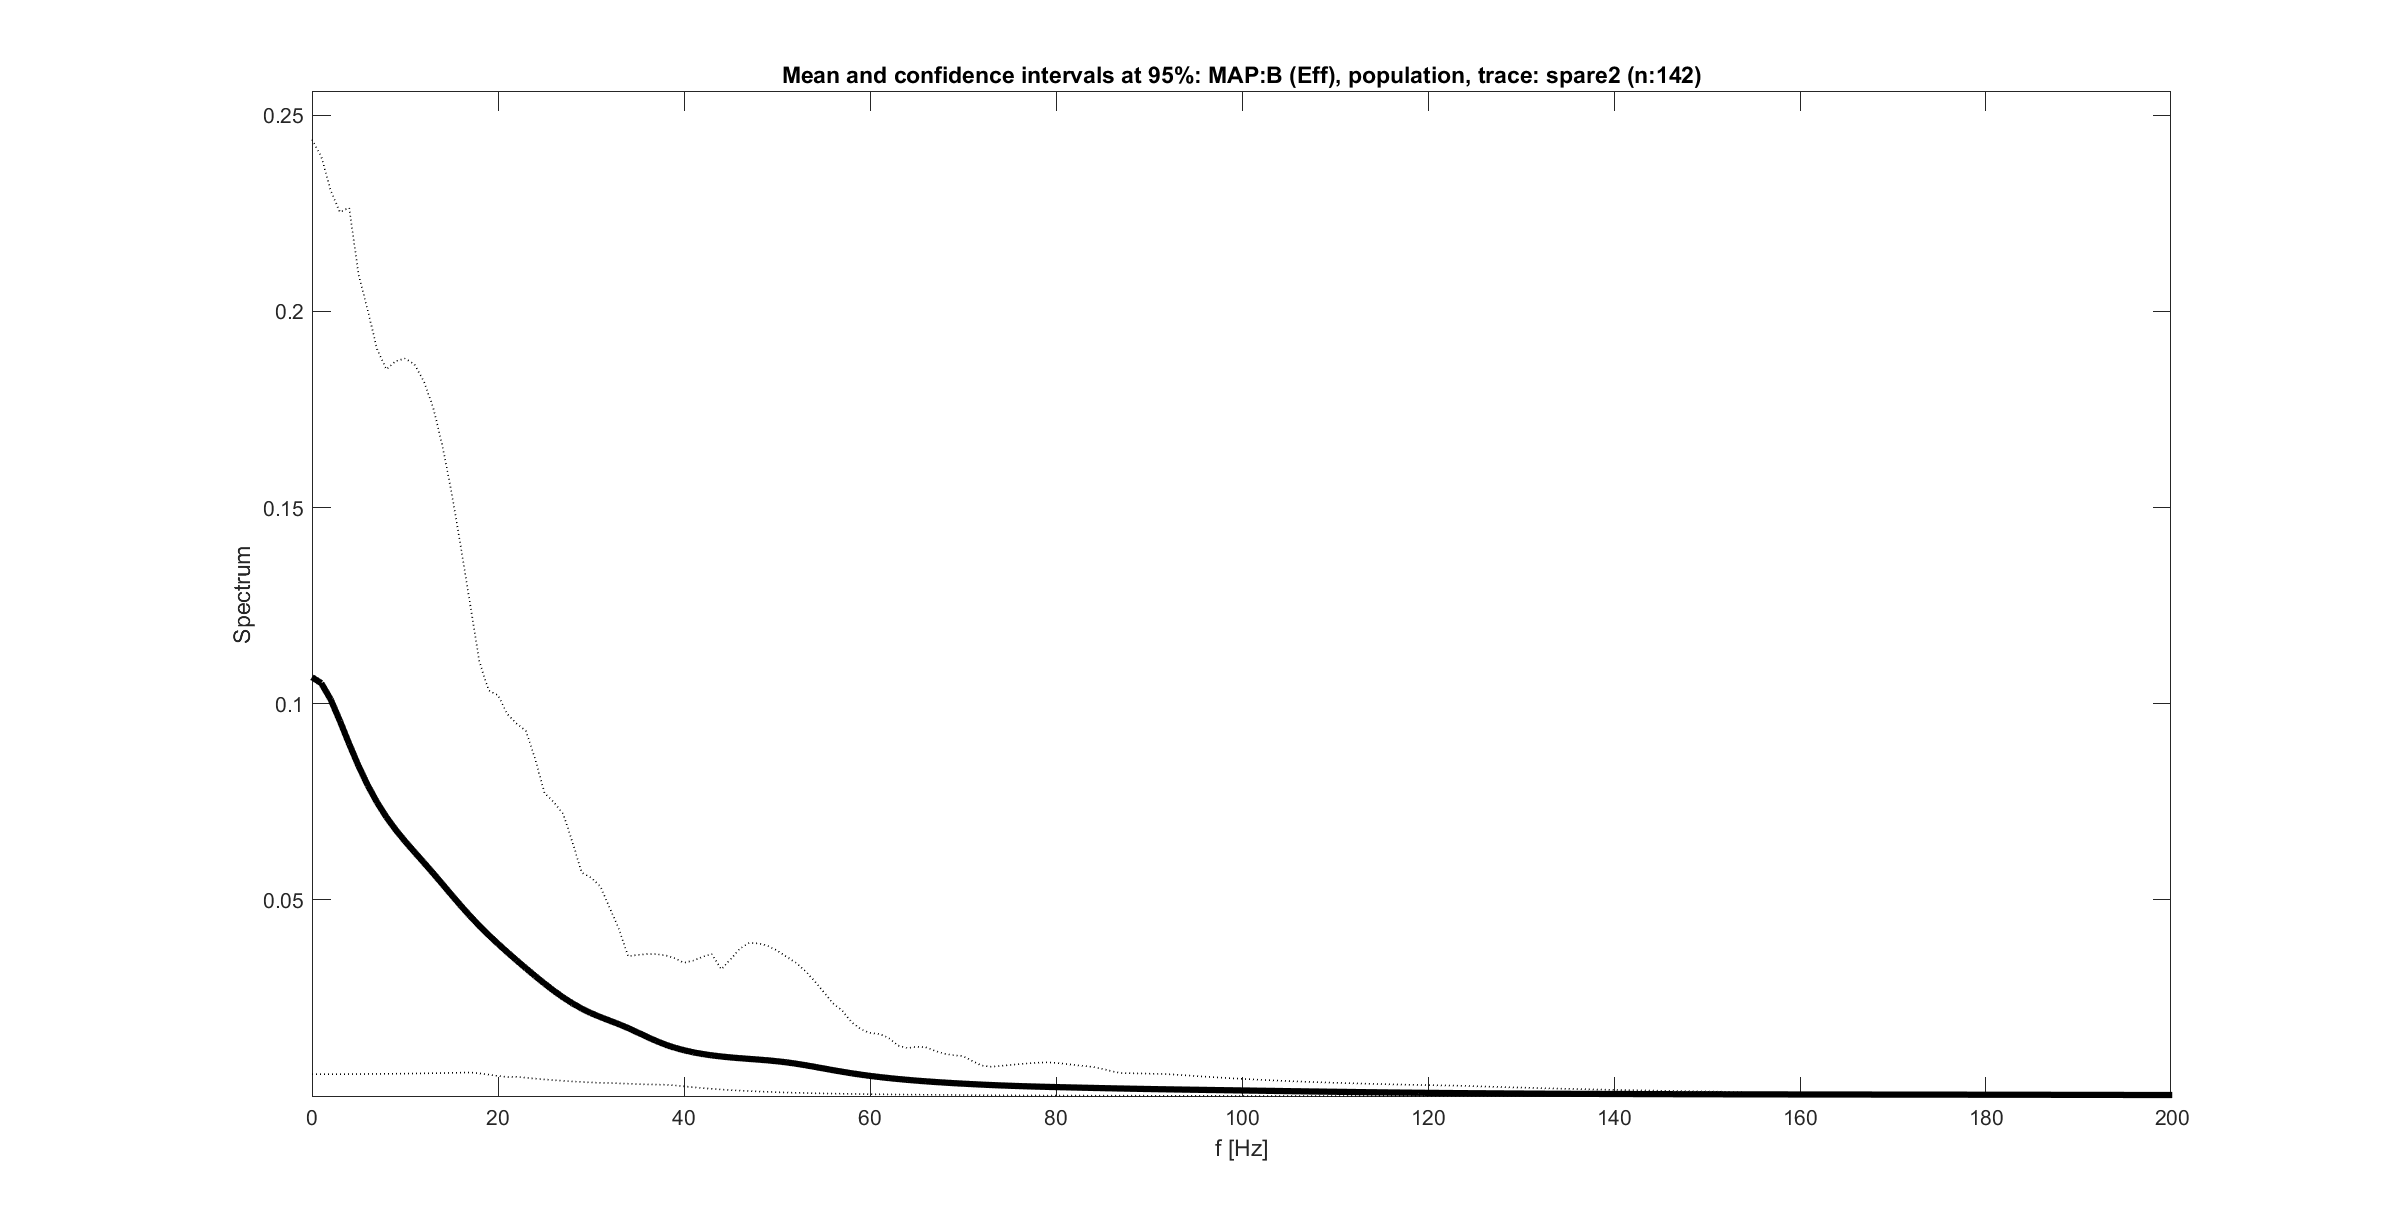 Mean and confidence intervals at 95%: MAP:B (Eff), population, trace: spare2 (n:142)
0.25
0.2
0.15
0.1
0.05
Spectrum
0 20 40 60 80 100 120 140 160 180 200
f [Hz]